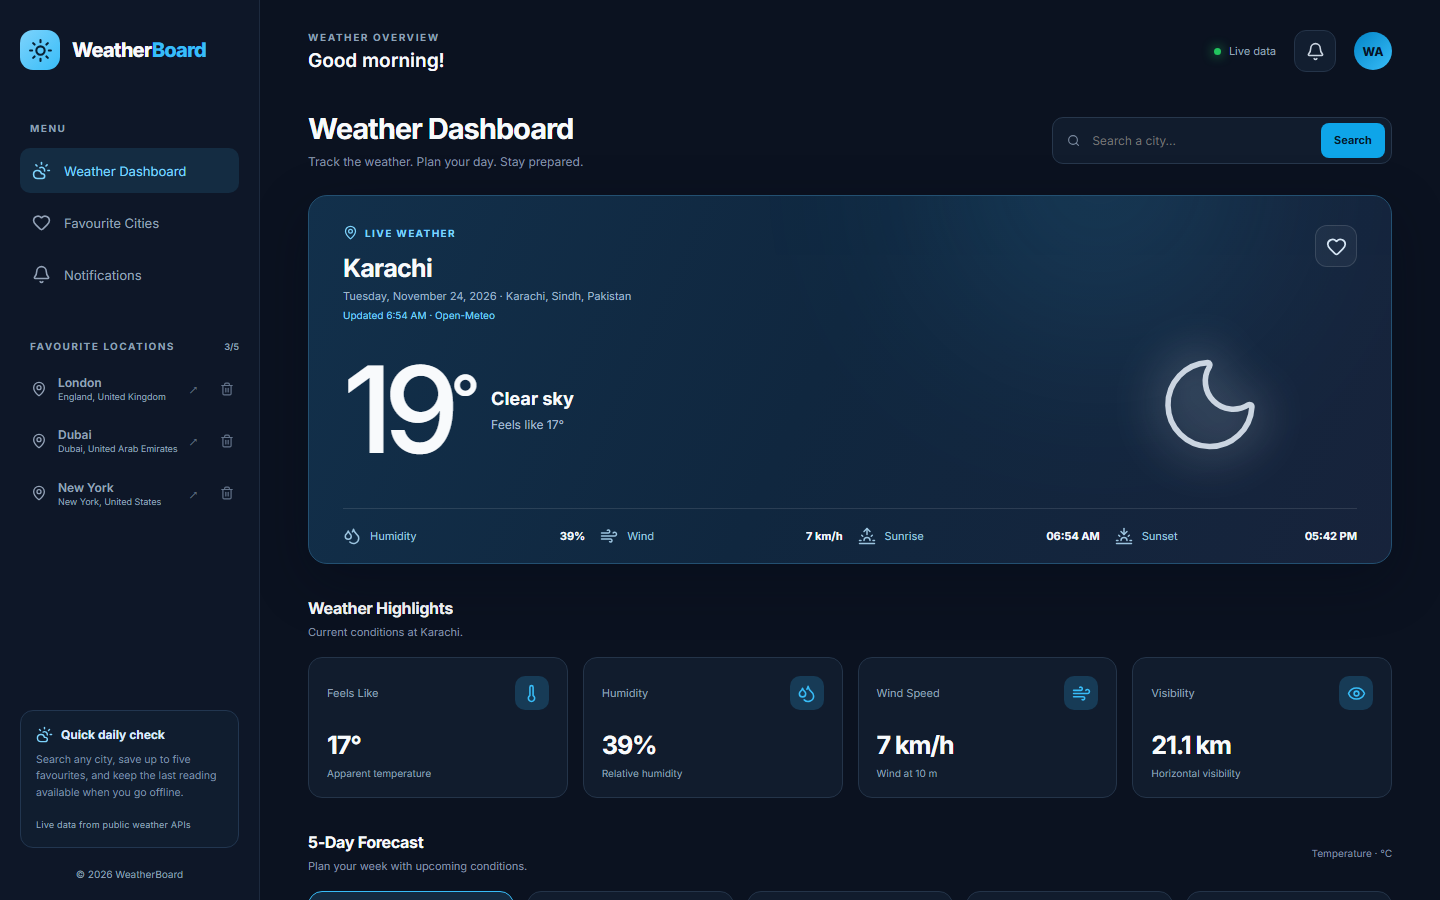 WeatherBoard
MENU
Weather Dashboard
Favourite Cities
Notifications
FAVOURITE LOCATIONS 3/5
London
England, United Kingdom
Dubai
Dubai, United Arab Emirates
New York
New York, United States
Quick daily check
Search any city, save up to five
favourites, and keep the last reading
available when you go offline.
Live data from public weather APIs
© 2026 WeatherBoard
WEATHER OVERVIEW
Good morning!
Live data
WA
Weather Dashboard
Track the weather. Plan your day. Stay prepared.
Search a city...
Search
LIVE WEATHER
Karachi
Tuesday, November 24, 2026 · Karachi, Sindh, Pakistan
Updated 6:54 AM · Open-Meteo
19°
Clear sky
Feels like 17°
Humidity 39% Wind 7 km/h Sunrise 06:54 AM Sunset 05:42 PM
Weather Highlights
Current conditions at Karachi.
Feels Like
17°
Apparent temperature
Humidity
39%
Relative humidity
Wind Speed
7 km/h
Wind at 10 m
Visibility
21.1 km
Horizontal visibility
5-Day Forecast
Plan your week with upcoming conditions.
Temperature · °C